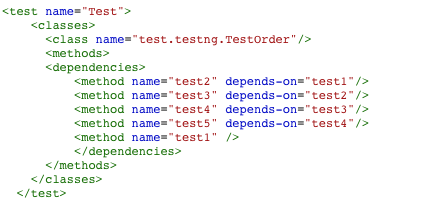 <test name="Test">
<classes>
<class name="test.testng.TestOrder"/>
<methods>
<dependencies>
<method name="test2" depends-on="test1"/>
<method name="test3" depends-on="test2"/>
<method name="test4" depends-on="test3"/>
<method name="test5" depends-on="test4"/>
<method name="test1" />
</dependencies>
</methods>
</classes>
</test>